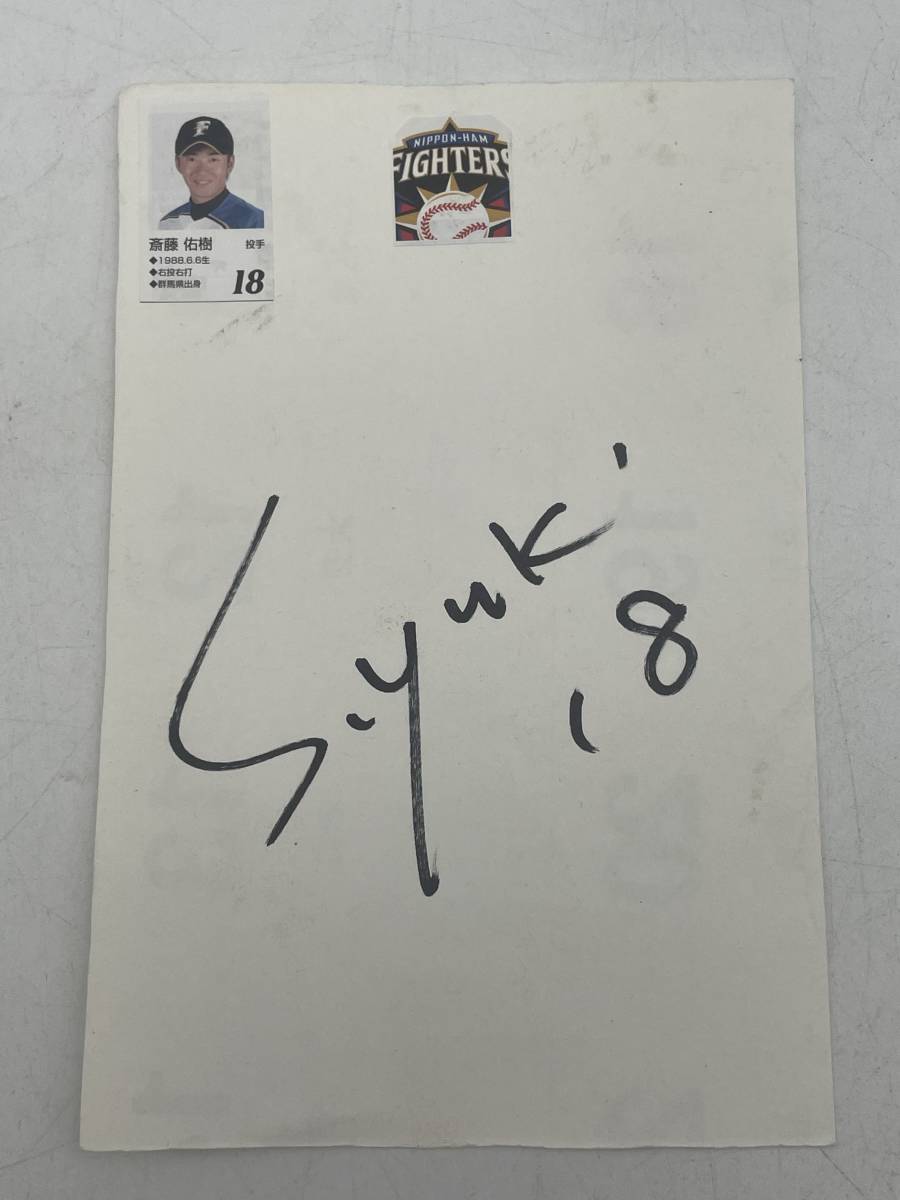 斎藤 佑樹 投手
◆1988.6.6生
◆右投右打
◆群馬県出身 18
NIPPON-HAM
FIGHTERS
S.yuki
18